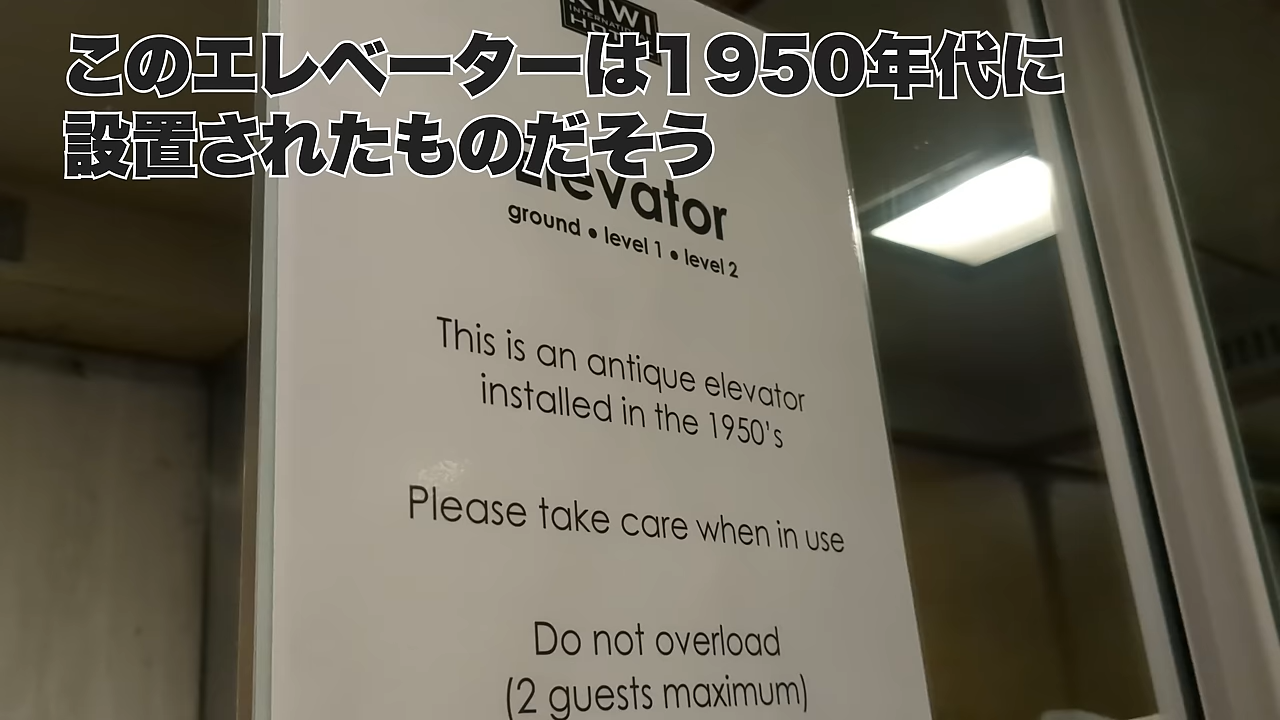 このエレベーターは1950年代に
設置されたものだそう
KIWI
INTERNATIONAL
Elevator
ground • level 1 • level 2
This is an antique elevator
installed in the 1950's
Please take care when in use
Do not overload
(2 guests maximum)